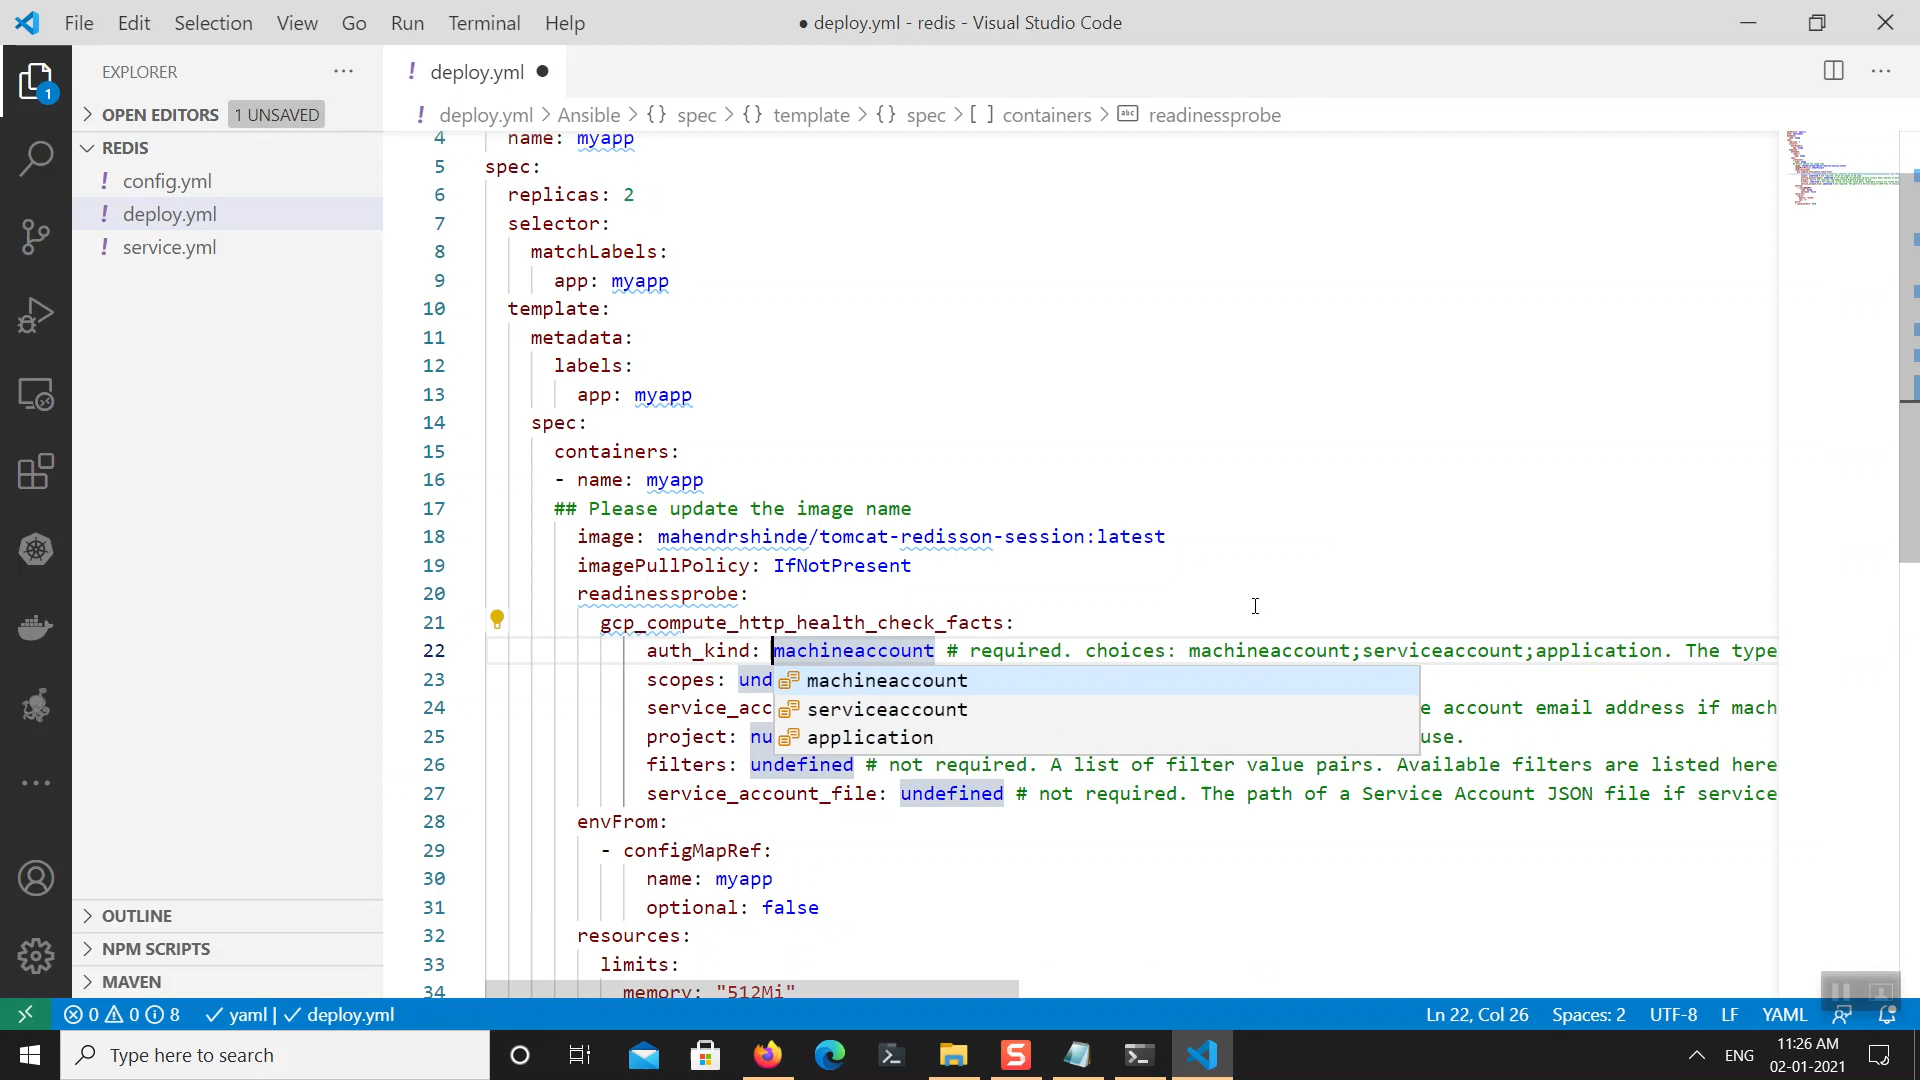 File Edit Selection View Go Run Terminal Help
● deploy.yml - redis - Visual Studio Code
EXPLORER
1
OPEN EDITORS 1 UNSAVED
REDIS
! config.yml
! deploy.yml
! service.yml
OUTLINE
NPM SCRIPTS
MAVEN
! deploy.yml ●
! deploy.yml > Ansible > {} spec > {} template > {} spec > [ ] containers > abc readinessprobe
4 name: myapp
5 spec:
6 replicas: 2
7 selector:
8 matchLabels:
9 app: myapp
10 template:
11 metadata:
12 labels:
13 app: myapp
14 spec:
15 containers:
16 - name: myapp
17 ## Please update the image name
18 image: mahendrshinde/tomcat-redisson-session:latest
19 imagePullPolicy: IfNotPresent
20 readinessprobe:
21 gcp_compute_http_health_check_facts:
22 auth_kind: machineaccount # required. choices: machineaccount;serviceaccount;application. The type
23 scopes: und
machineaccount
24 service_acc e account email address if mach
serviceaccount
25 project: nu use.
application
26 filters: undefined # not required. A list of filter value pairs. Available filters are listed here
27 service_account_file: undefined # not required. The path of a Service Account JSON file if service
28 envFrom:
29 - configMapRef:
30 name: myapp
31 optional: false
32 resources:
33 limits:
34 memory: "512Mi"
0 0 8 yaml | deploy.yml
Ln 22, Col 26 Spaces: 2 UTF-8 LF YAML
Type here to search
ENG
11:26 AM
02-01-2021